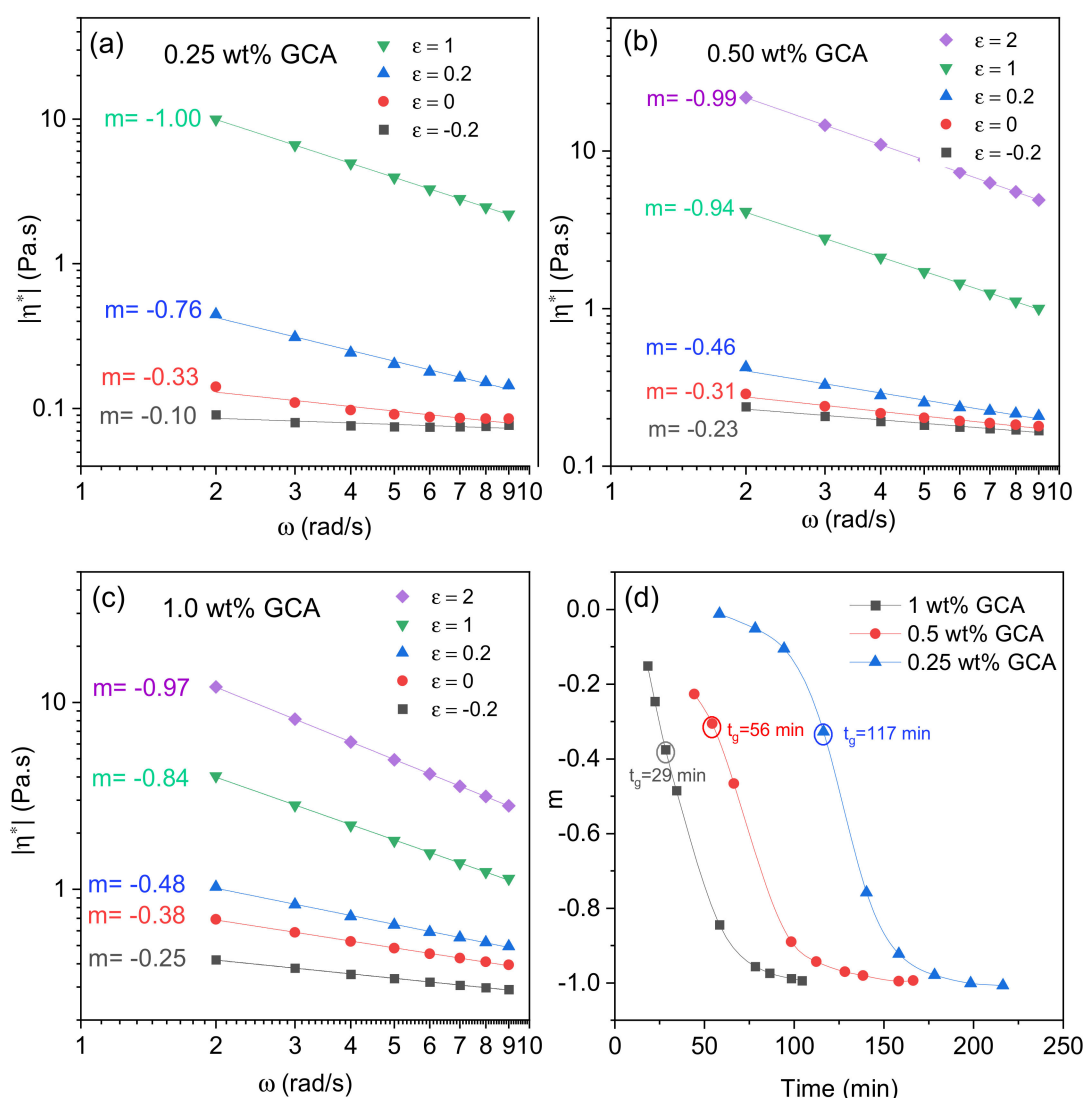 (a)
0.25 wt% GCA
ε = 1
ε = 0.2
ε = 0
ε = -0.2
m= -1.00
m= -0.76
m= -0.33
m= -0.10
10
1
0.1
|η*| (Pa.s)
1 2 3 4 5 6 7 8 9 10
ω (rad/s)
(b)
0.50 wt% GCA
ε = 2
ε = 1
ε = 0.2
ε = 0
ε = -0.2
m= -0.99
m= -0.94
m= -0.46
m= -0.31
m= -0.23
10
1
0.1
|η*| (Pa.s)
1 2 3 4 5 6 7 8 9 10
ω (rad/s)
(c)
1.0 wt% GCA
ε = 2
ε = 1
ε = 0.2
ε = 0
ε = -0.2
m= -0.97
m= -0.84
m= -0.48
m= -0.38
m= -0.25
10
1
|η*| (Pa.s)
1 2 3 4 5 6 7 8 9 10
ω (rad/s)
(d)
1 wt% GCA
0.5 wt% GCA
0.25 wt% GCA
tg=56 min
tg=117 min
tg=29 min
0.0
-0.2
-0.4
-0.6
-0.8
-1.0
m
0 50 100 150 200 250
Time (min)